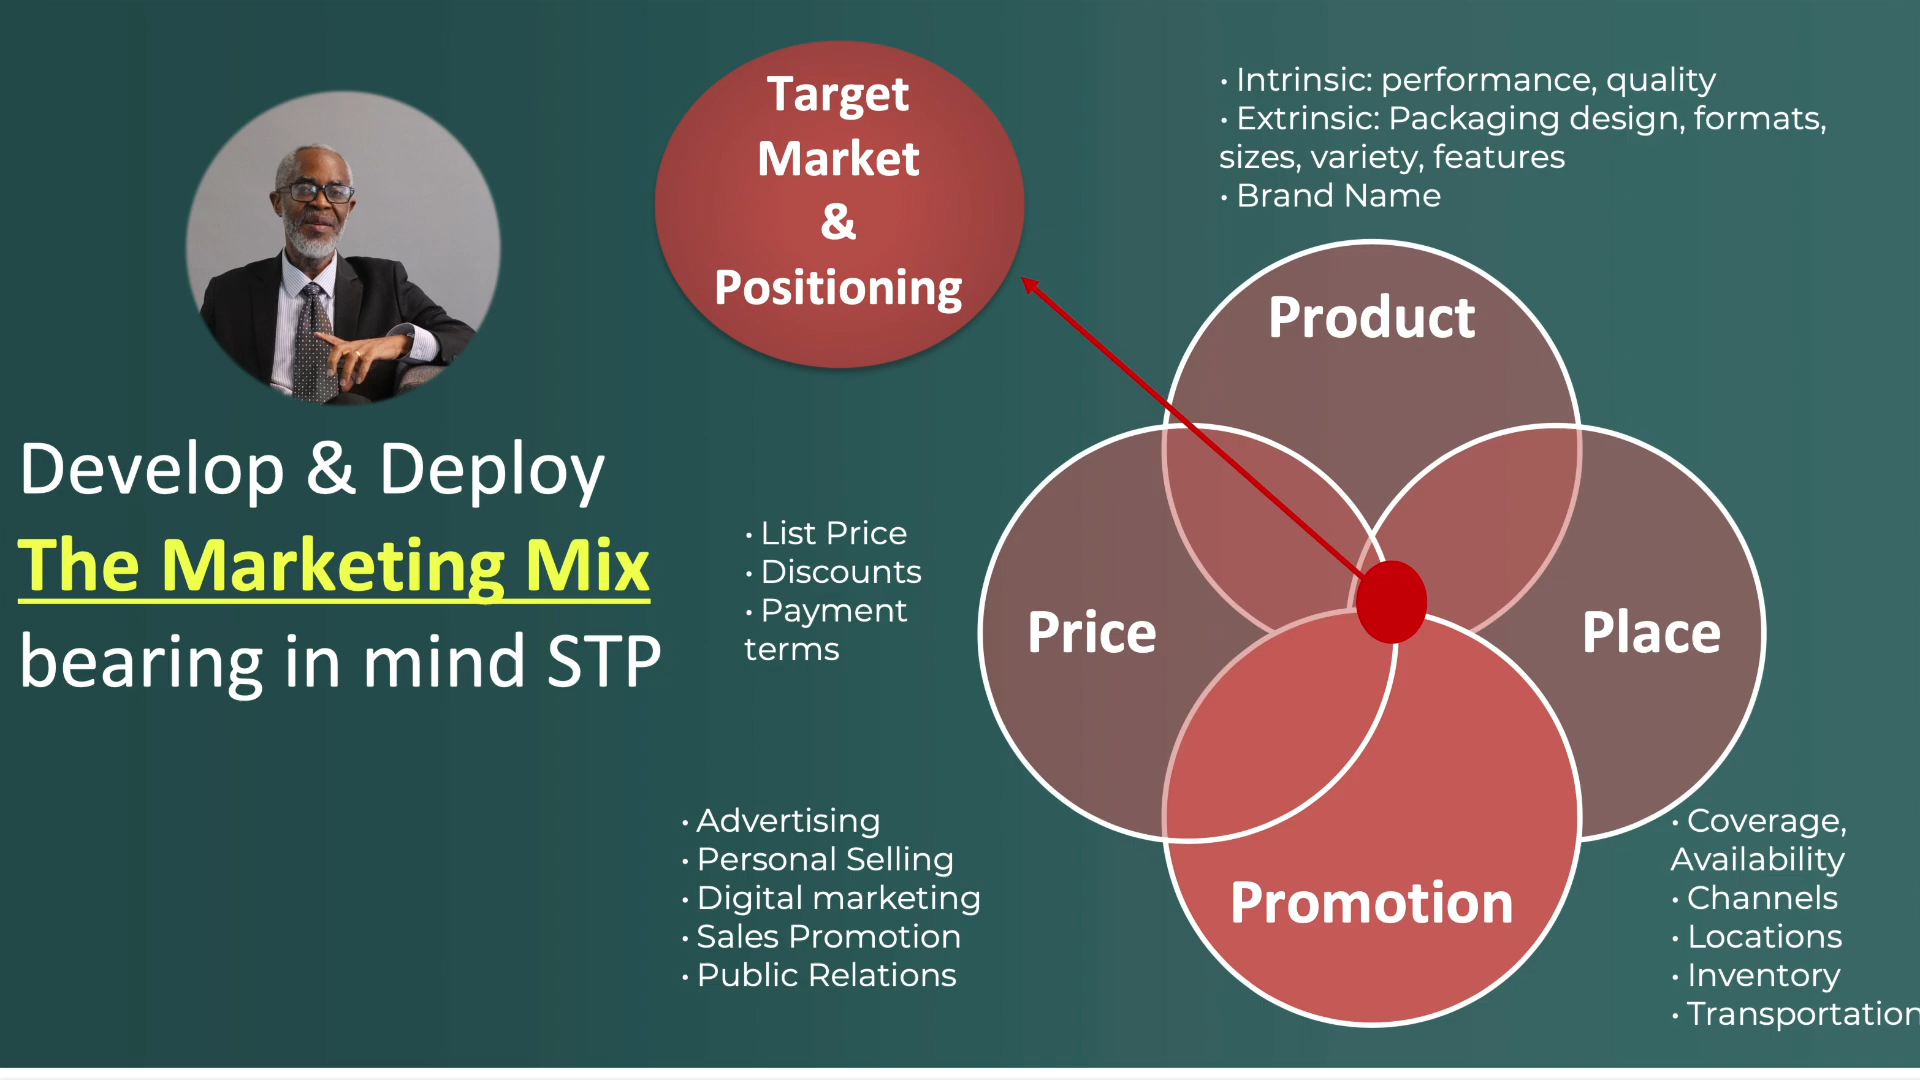 Develop & Deploy
The Marketing Mix
bearing in mind STP
Target
Market
&
Positioning
• Intrinsic: performance, quality
• Extrinsic: Packaging design, formats,
sizes, variety, features
• Brand Name
Product
• List Price
• Discounts
• Payment
terms
Price
Place
• Advertising
• Personal Selling
• Digital marketing
• Sales Promotion
• Public Relations
Promotion
• Coverage,
Availability
• Channels
• Locations
• Inventory
• Transportation